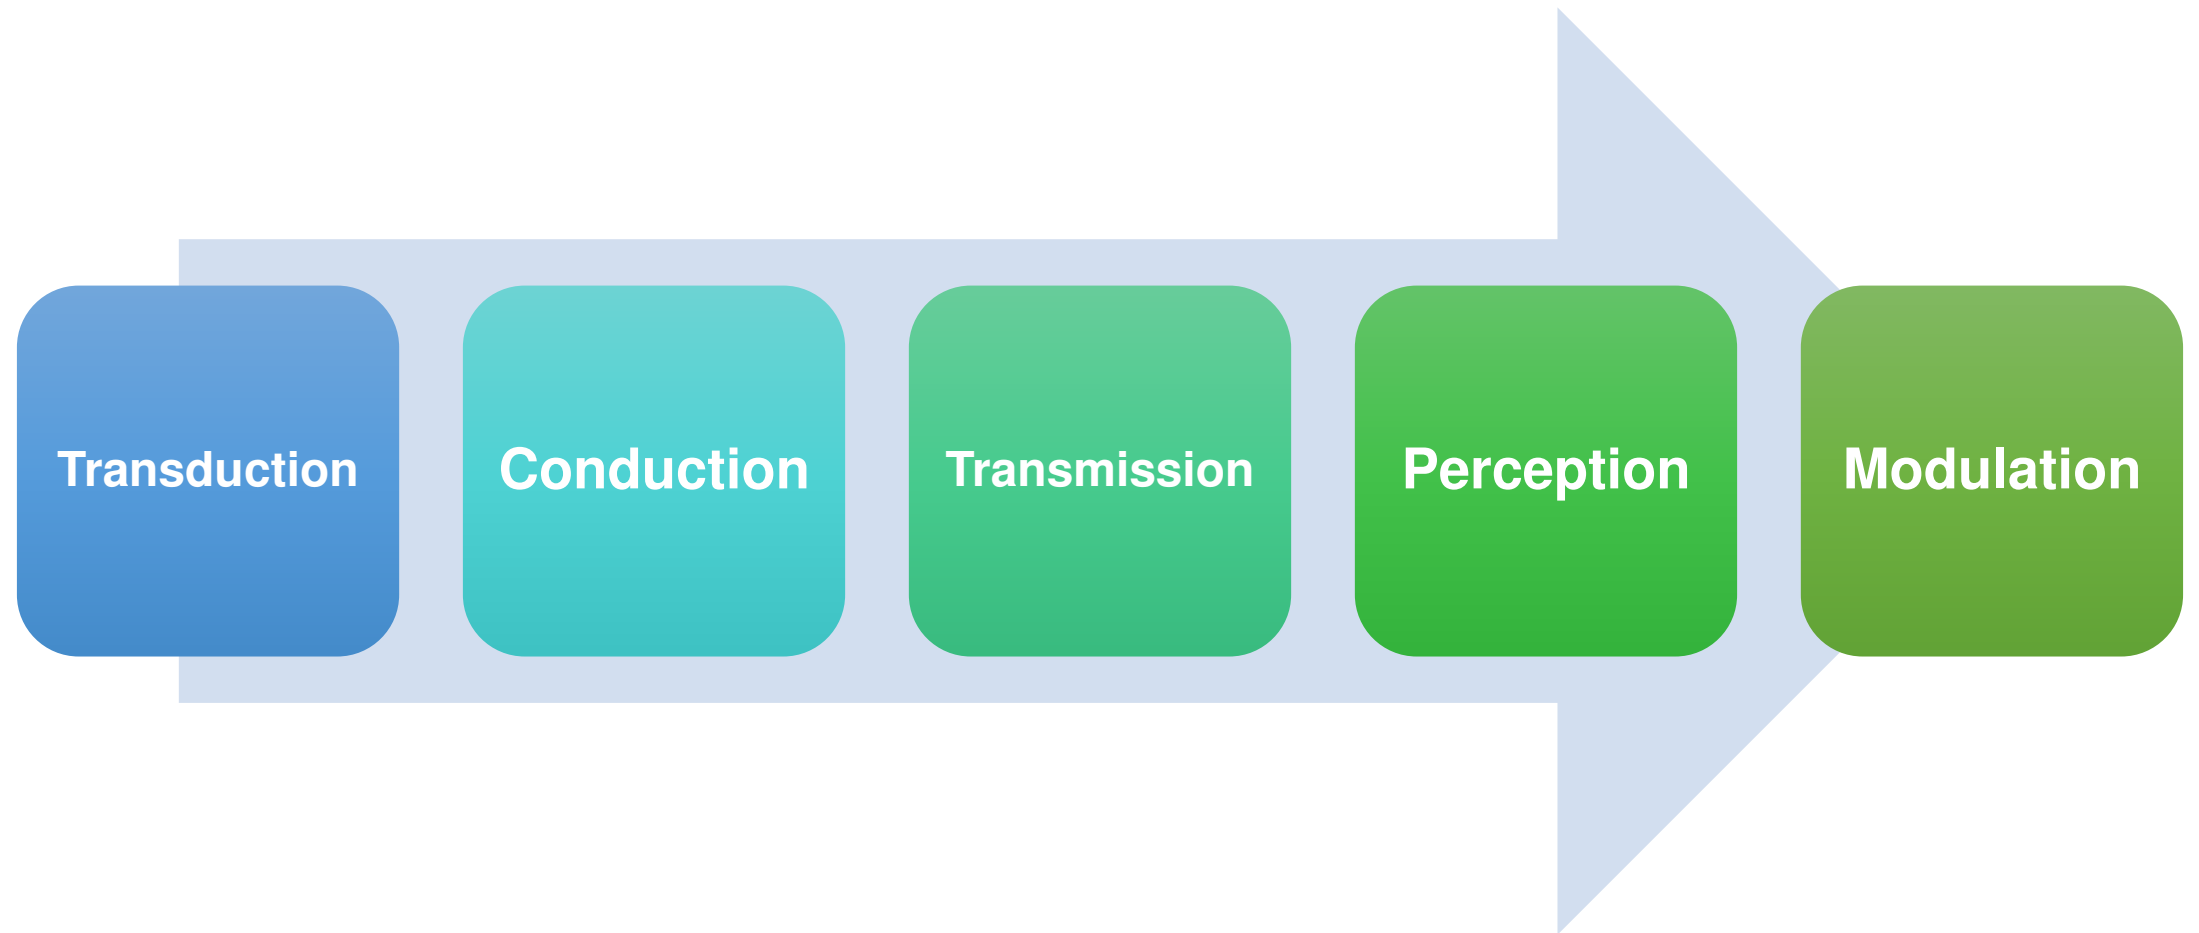 Transduction
Conduction
Transmission
Perception
Modulation